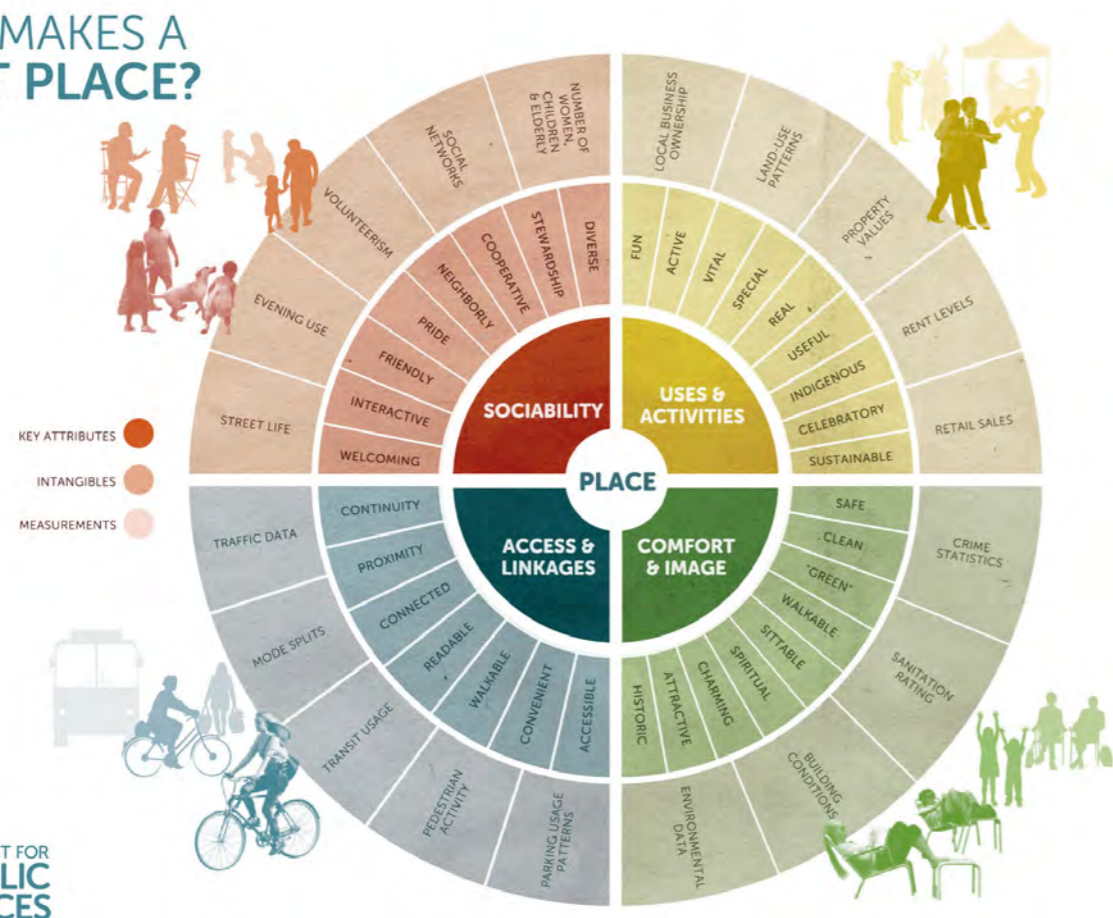 MAKES A
T PLACE?
KEY ATTRIBUTES
INTANGIBLES
MEASUREMENTS
PLACE
SOCIABILITY
WELCOMING
INTERACTIVE
FRIENDLY
PRIDE
NEIGHBORLY
COOPERATIVE
STEWARDSHIP
DIVERSE
STREET LIFE
EVENING USE
VOLUNTEERISM
SOCIAL
NETWORKS
NUMBER OF
WOMEN,
CHILDREN
& ELDERLY
USES &
ACTIVITIES
FUN
ACTIVE
VITAL
SPECIAL
REAL
USEFUL
INDIGENOUS
CELEBRATORY
SUSTAINABLE
LOCAL BUSINESS
OWNERSHIP
LAND-USE
PATTERNS
PROPERTY
VALUES
RENT LEVELS
RETAIL SALES
ACCESS &
LINKAGES
CONTINUITY
PROXIMITY
CONNECTED
READABLE
WALKABLE
CONVENIENT
ACCESSIBLE
TRAFFIC DATA
MODE SPLITS
TRANSIT USAGE
PEDESTRIAN
ACTIVITY
PARKING USAGE
PATTERNS
COMFORT
& IMAGE
SAFE
CLEAN
"GREEN"
WALKABLE
SITTABLE
SPIRITUAL
CHARMING
ATTRACTIVE
HISTORIC
CRIME
STATISTICS
SANITATION
RATING
BUILDING
CONDITIONS
ENVIRONMENTAL
DATA
T FOR
LIC
CES